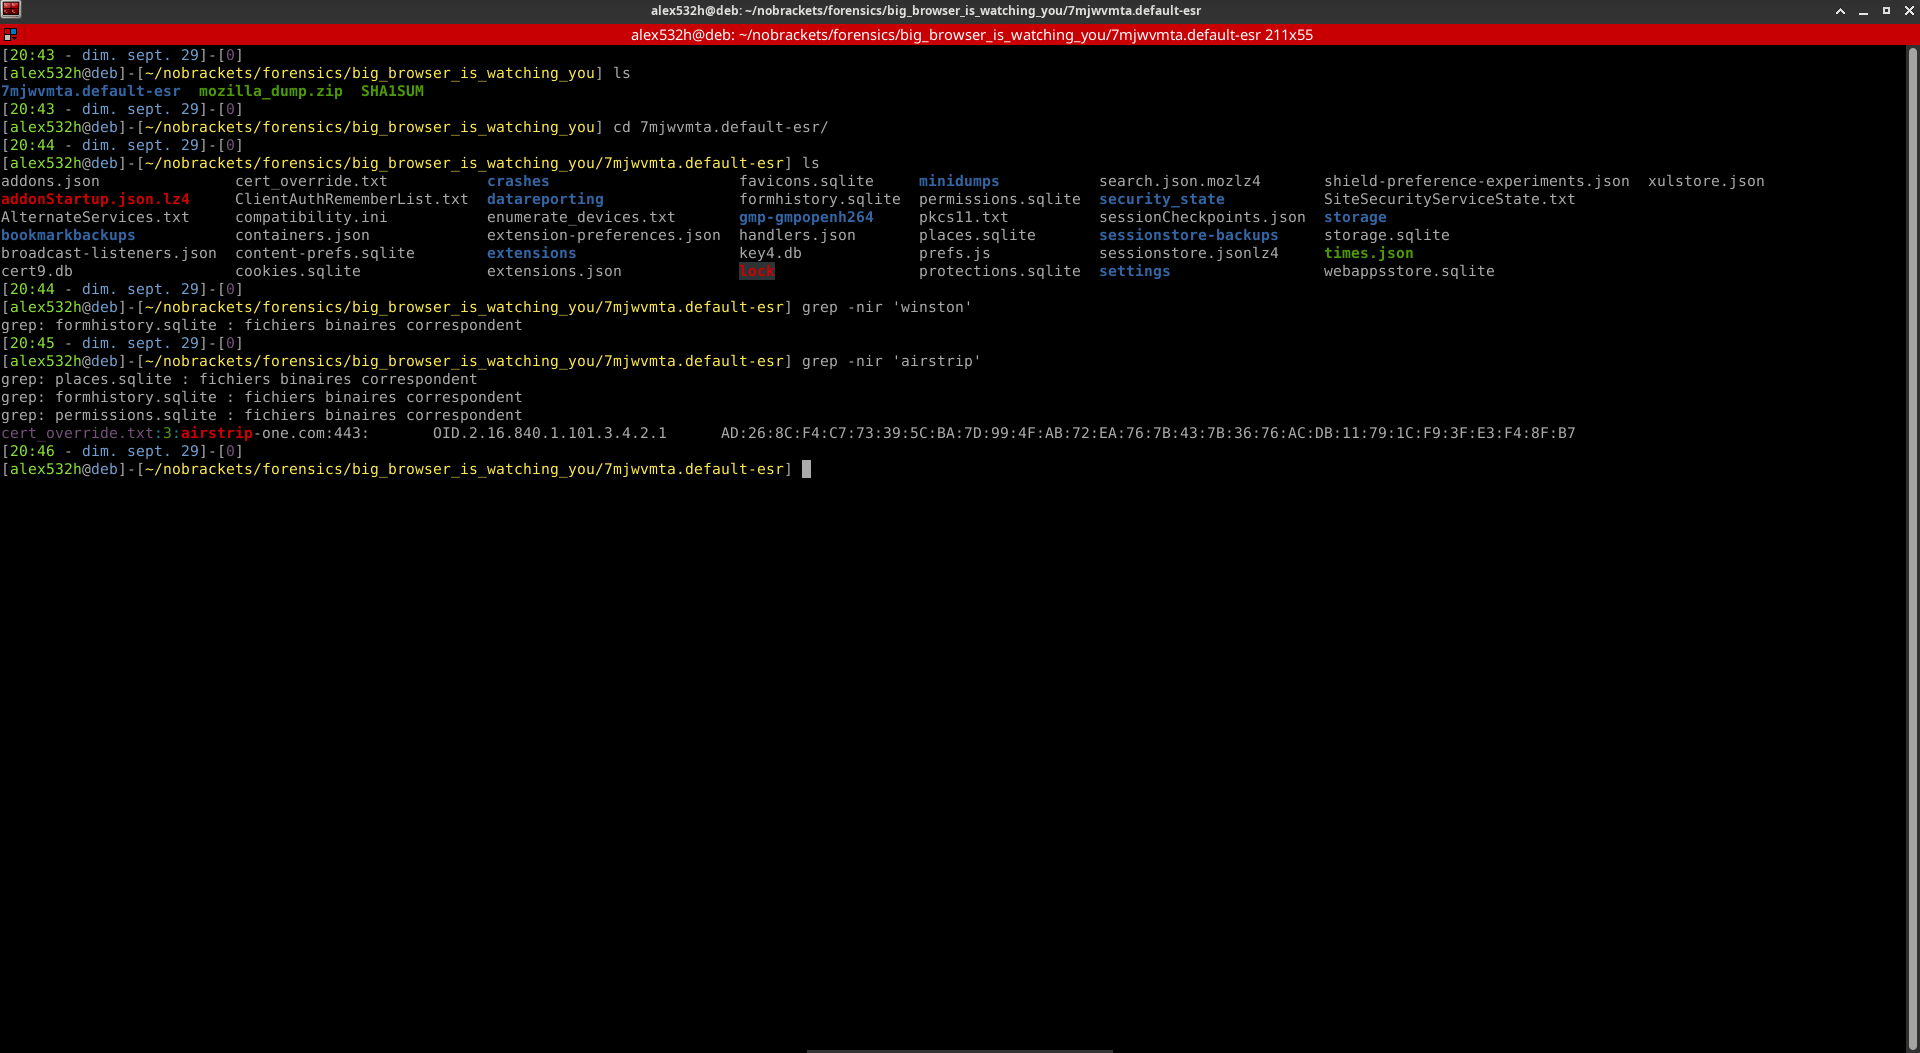 alex532h@deb: ~/nobrackets/forensics/big_browser_is_watching_you/7mjwvmta.default-esr
alex532h@deb: ~/nobrackets/forensics/big_browser_is_watching_you/7mjwvmta.default-esr 211x55
[20:43 - dim. sept. 29]-[0]
[alex532h@deb]-[~/nobrackets/forensics/big_browser_is_watching_you] ls
7mjwvmta.default-esr  mozilla_dump.zip  SHA1SUM
[20:43 - dim. sept. 29]-[0]
[alex532h@deb]-[~/nobrackets/forensics/big_browser_is_watching_you] cd 7mjwvmta.default-esr/
[20:44 - dim. sept. 29]-[0]
[alex532h@deb]-[~/nobrackets/forensics/big_browser_is_watching_you/7mjwvmta.default-esr] ls
addons.json               cert_override.txt           crashes                     favicons.sqlite     minidumps           search.json.mozlz4       shield-preference-experiments.json  xulstore.json
addonStartup.json.lz4     ClientAuthRememberList.txt  datareporting               formhistory.sqlite  permissions.sqlite  security_state           SiteSecurityServiceState.txt
AlternateServices.txt     compatibility.ini           enumerate_devices.txt       gmp-gmpopenh264     pkcs11.txt          sessionCheckpoints.json  storage
bookmarkbackups           containers.json             extension-preferences.json  handlers.json       places.sqlite       sessionstore-backups     storage.sqlite
broadcast-listeners.json  content-prefs.sqlite        extensions                  key4.db             prefs.js            sessionstore.jsonlz4     times.json
cert9.db                  cookies.sqlite              extensions.json             lock                protections.sqlite  settings                 webappsstore.sqlite
[20:44 - dim. sept. 29]-[0]
[alex532h@deb]-[~/nobrackets/forensics/big_browser_is_watching_you/7mjwvmta.default-esr] grep -nir 'winston'
grep: formhistory.sqlite : fichiers binaires correspondent
[20:45 - dim. sept. 29]-[0]
[alex532h@deb]-[~/nobrackets/forensics/big_browser_is_watching_you/7mjwvmta.default-esr] grep -nir 'airstrip'
grep: places.sqlite : fichiers binaires correspondent
grep: formhistory.sqlite : fichiers binaires correspondent
grep: permissions.sqlite : fichiers binaires correspondent
cert_override.txt:3:airstrip-one.com:443:       OID.2.16.840.1.101.3.4.2.1      AD:26:8C:F4:C7:73:39:5C:BA:7D:99:4F:AB:72:EA:76:7B:43:7B:36:76:AC:DB:11:79:1C:F9:3F:E3:F4:8F:B7
[20:46 - dim. sept. 29]-[0]
[alex532h@deb]-[~/nobrackets/forensics/big_browser_is_watching_you/7mjwvmta.default-esr]